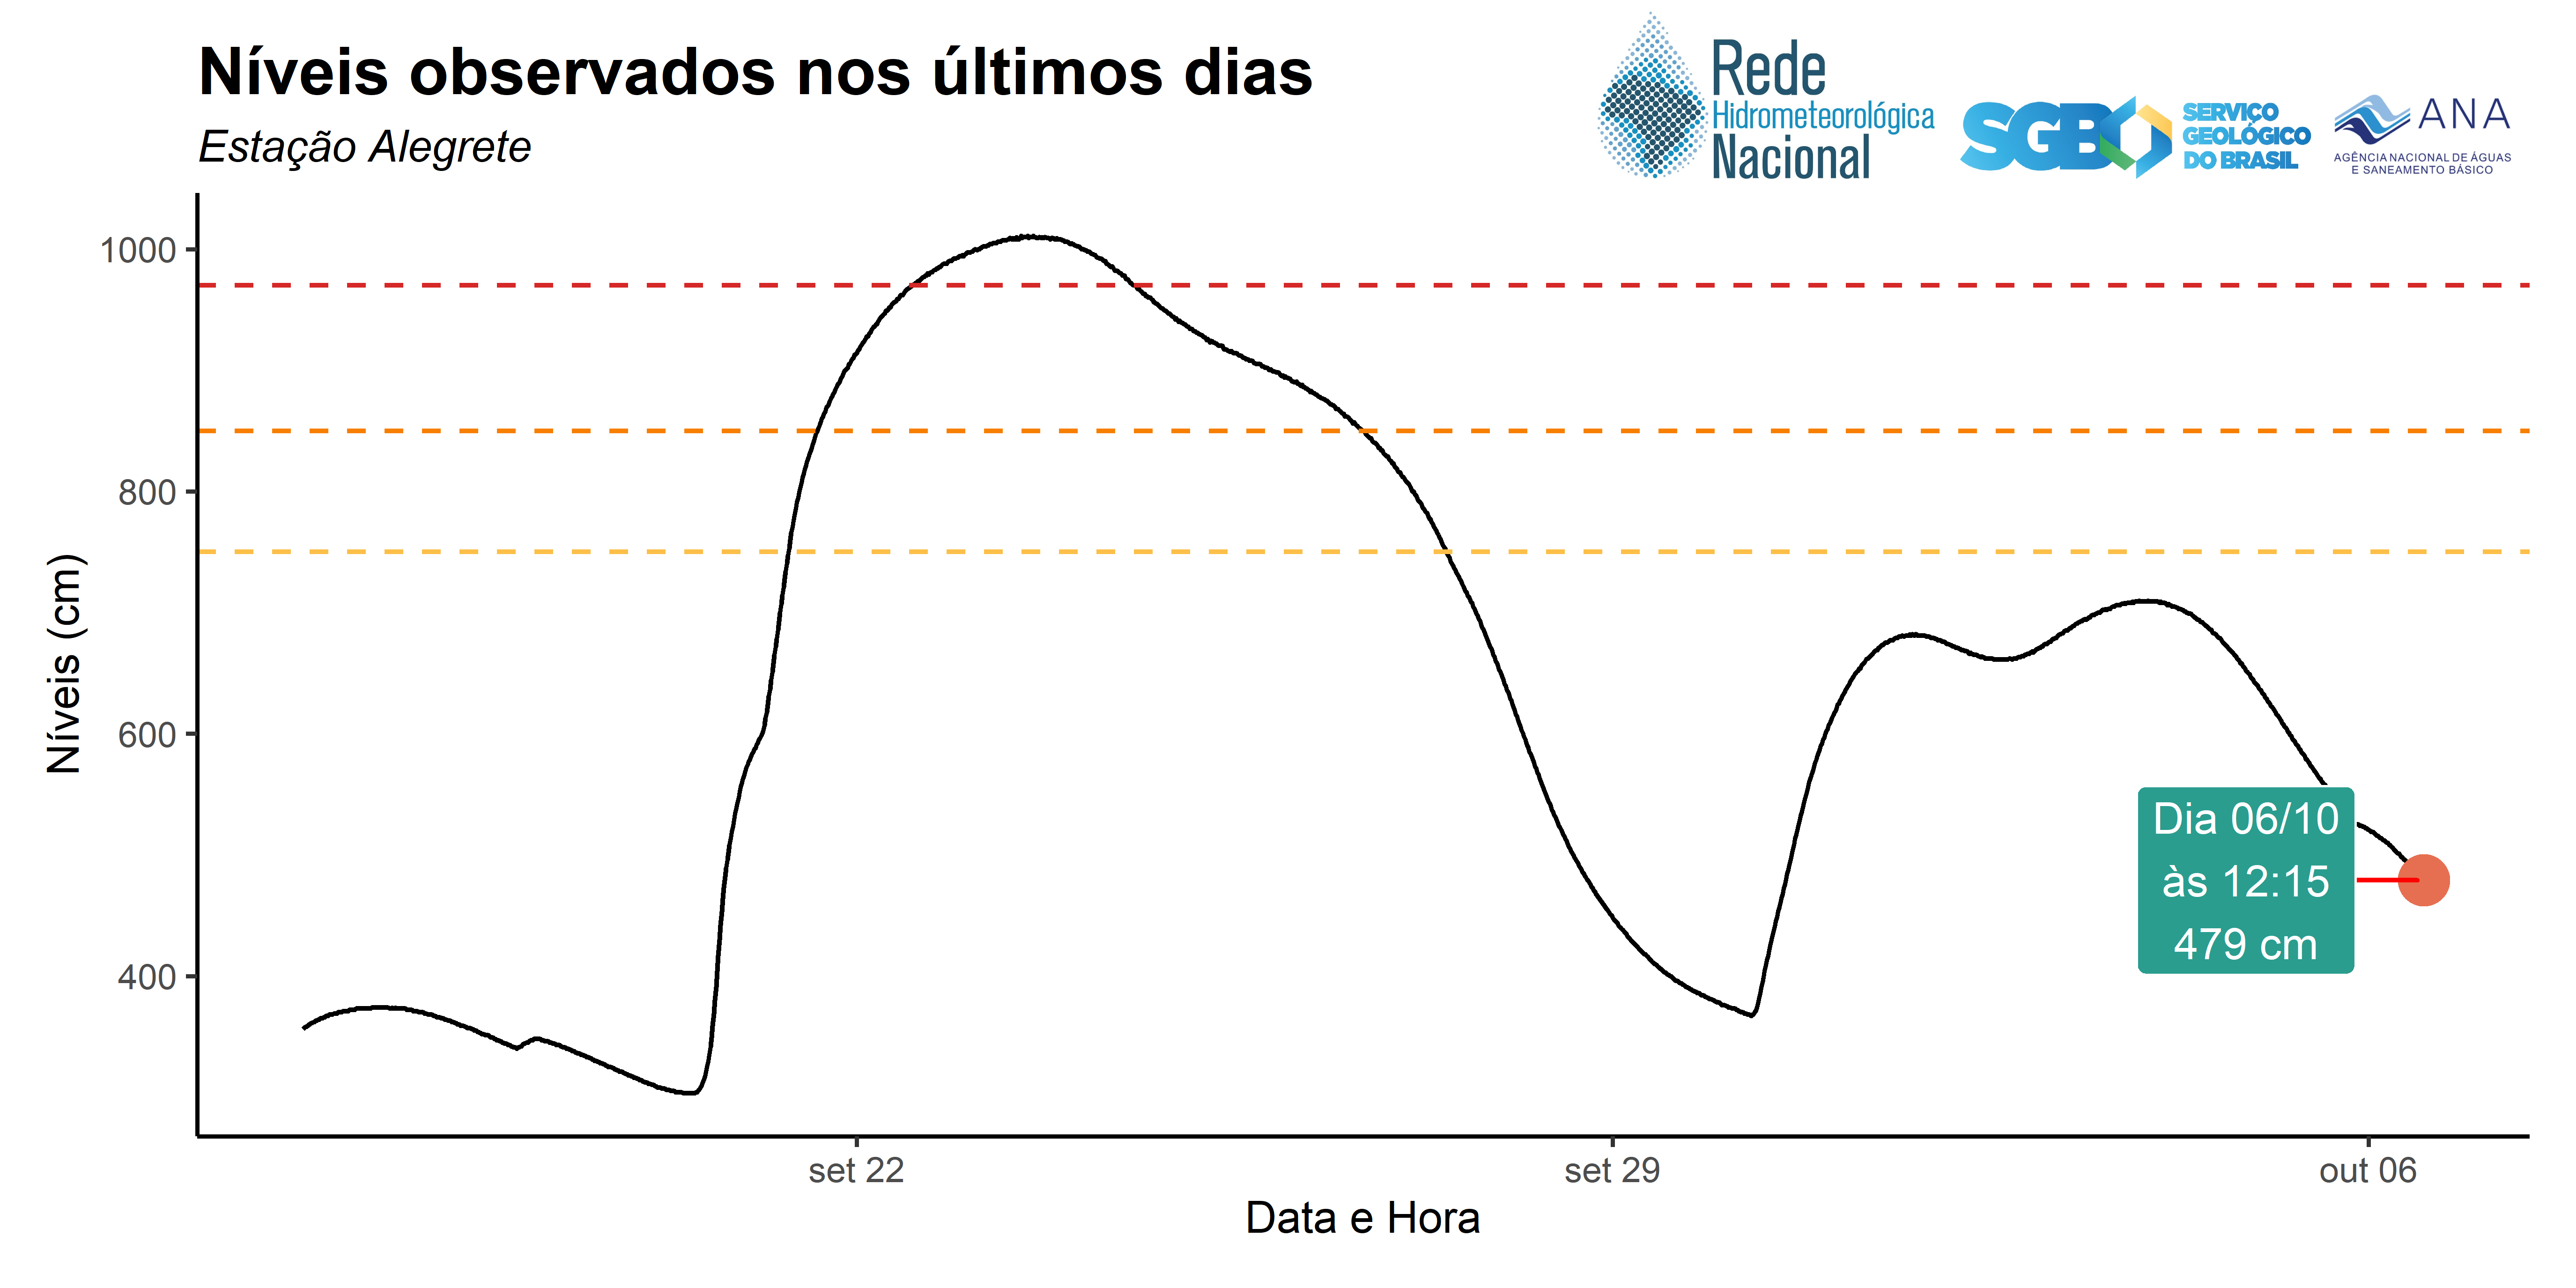 Níveis observados nos últimos dias
Estação Alegrete
Rede
Hidrometeorológica
Nacional
SGB
SERVIÇO
GEOLÓGICO
DO BRASIL
ANA
AGÊNCIA NACIONAL DE ÁGUAS
E SANEAMENTO BÁSICO
Níveis (cm)
1000
800
600
400
Dia 06/10
às 12:15
479 cm
set 22
set 29
out 06
Data e Hora